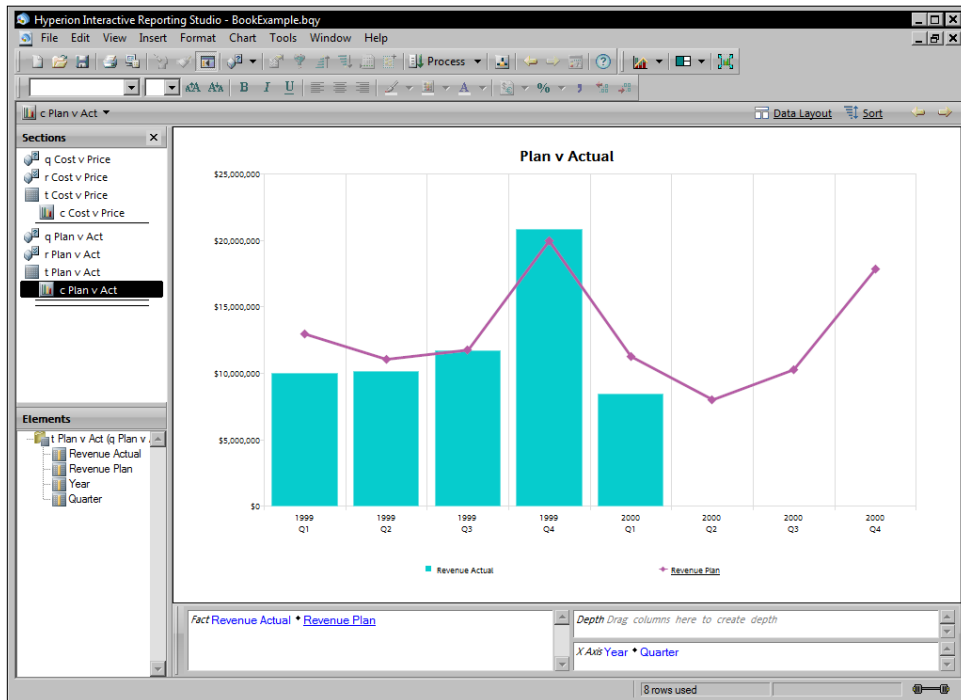 Hyperion Interactive Reporting Studio - BookExample.bqy
File Edit View Insert Format Chart Tools Window Help
Process
B I U
%
c Plan v Act
Data Layout Sort
Sections
q Cost v Price
r Cost v Price
t Cost v Price
c Cost v Price
q Plan v Act
r Plan v Act
t Plan v Act
c Plan v Act
Elements
t Plan v Act (q Plan v
Revenue Actual
Revenue Plan
Year
Quarter
Plan v Actual
$25,000,000
$20,000,000
$15,000,000
$10,000,000
$5,000,000
$0
1999 1999 1999 1999 2000 2000 2000 2000
Q1 Q2 Q3 Q4 Q1 Q2 Q3 Q4
Revenue Actual Revenue Plan
Fact Revenue Actual Revenue Plan
Depth Drag columns here to create depth
X Axis Year Quarter
8 rows used